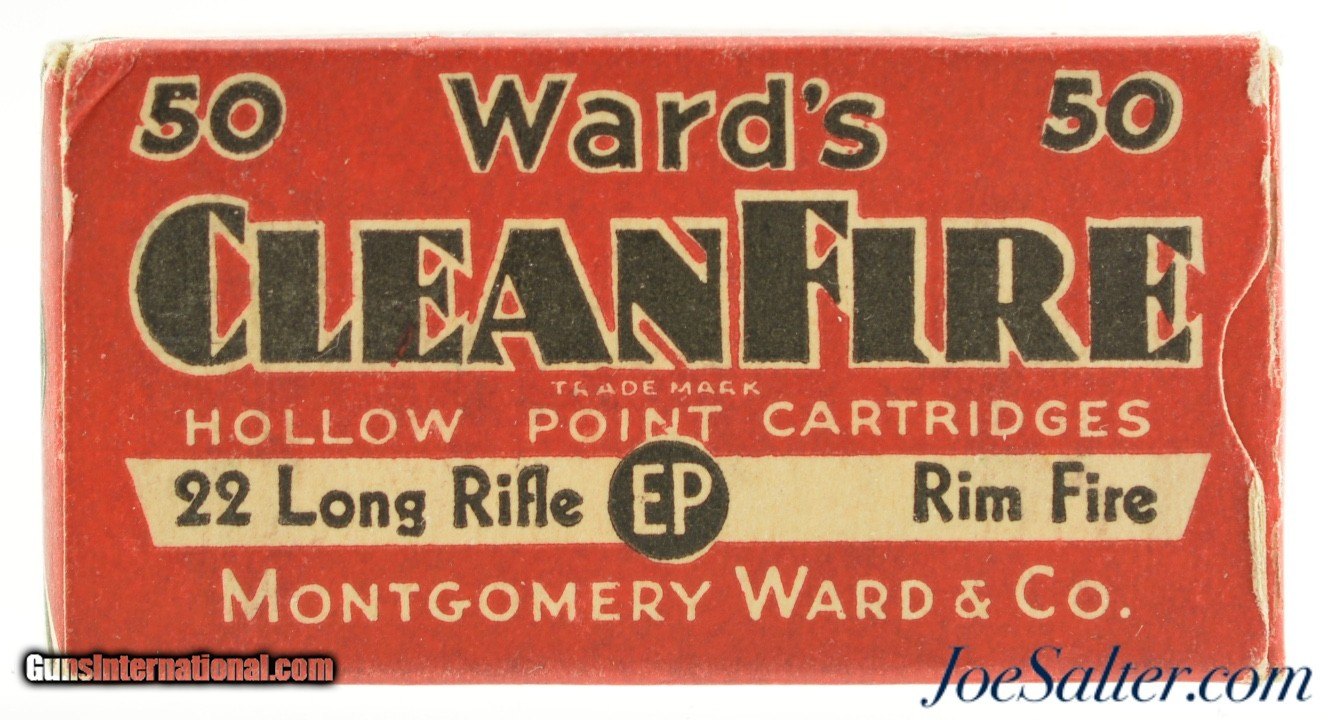 50 Ward's 50
CLEANFIRE
TRADE MARK
HOLLOW POINT CARTRIDGES
22 Long Rifle EP Rim Fire
MONTGOMERY WARD & CO.
GunsInternational.com
JoeSalter.com